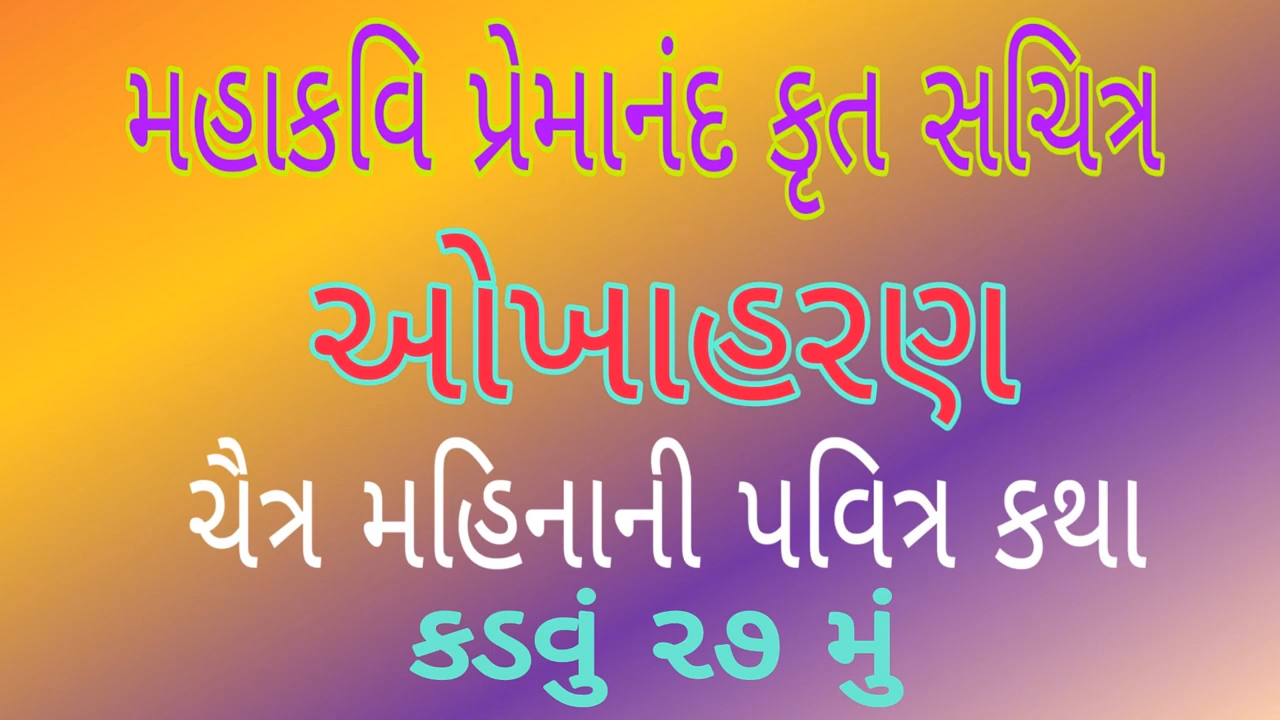 મહાકવિ પ્રેમાનંદ કૃત સચિત્ર
ઓખાહરણ
ચૈત્ર મહિનાની પવિત્ર કથા
કડવું ૨૭ મું